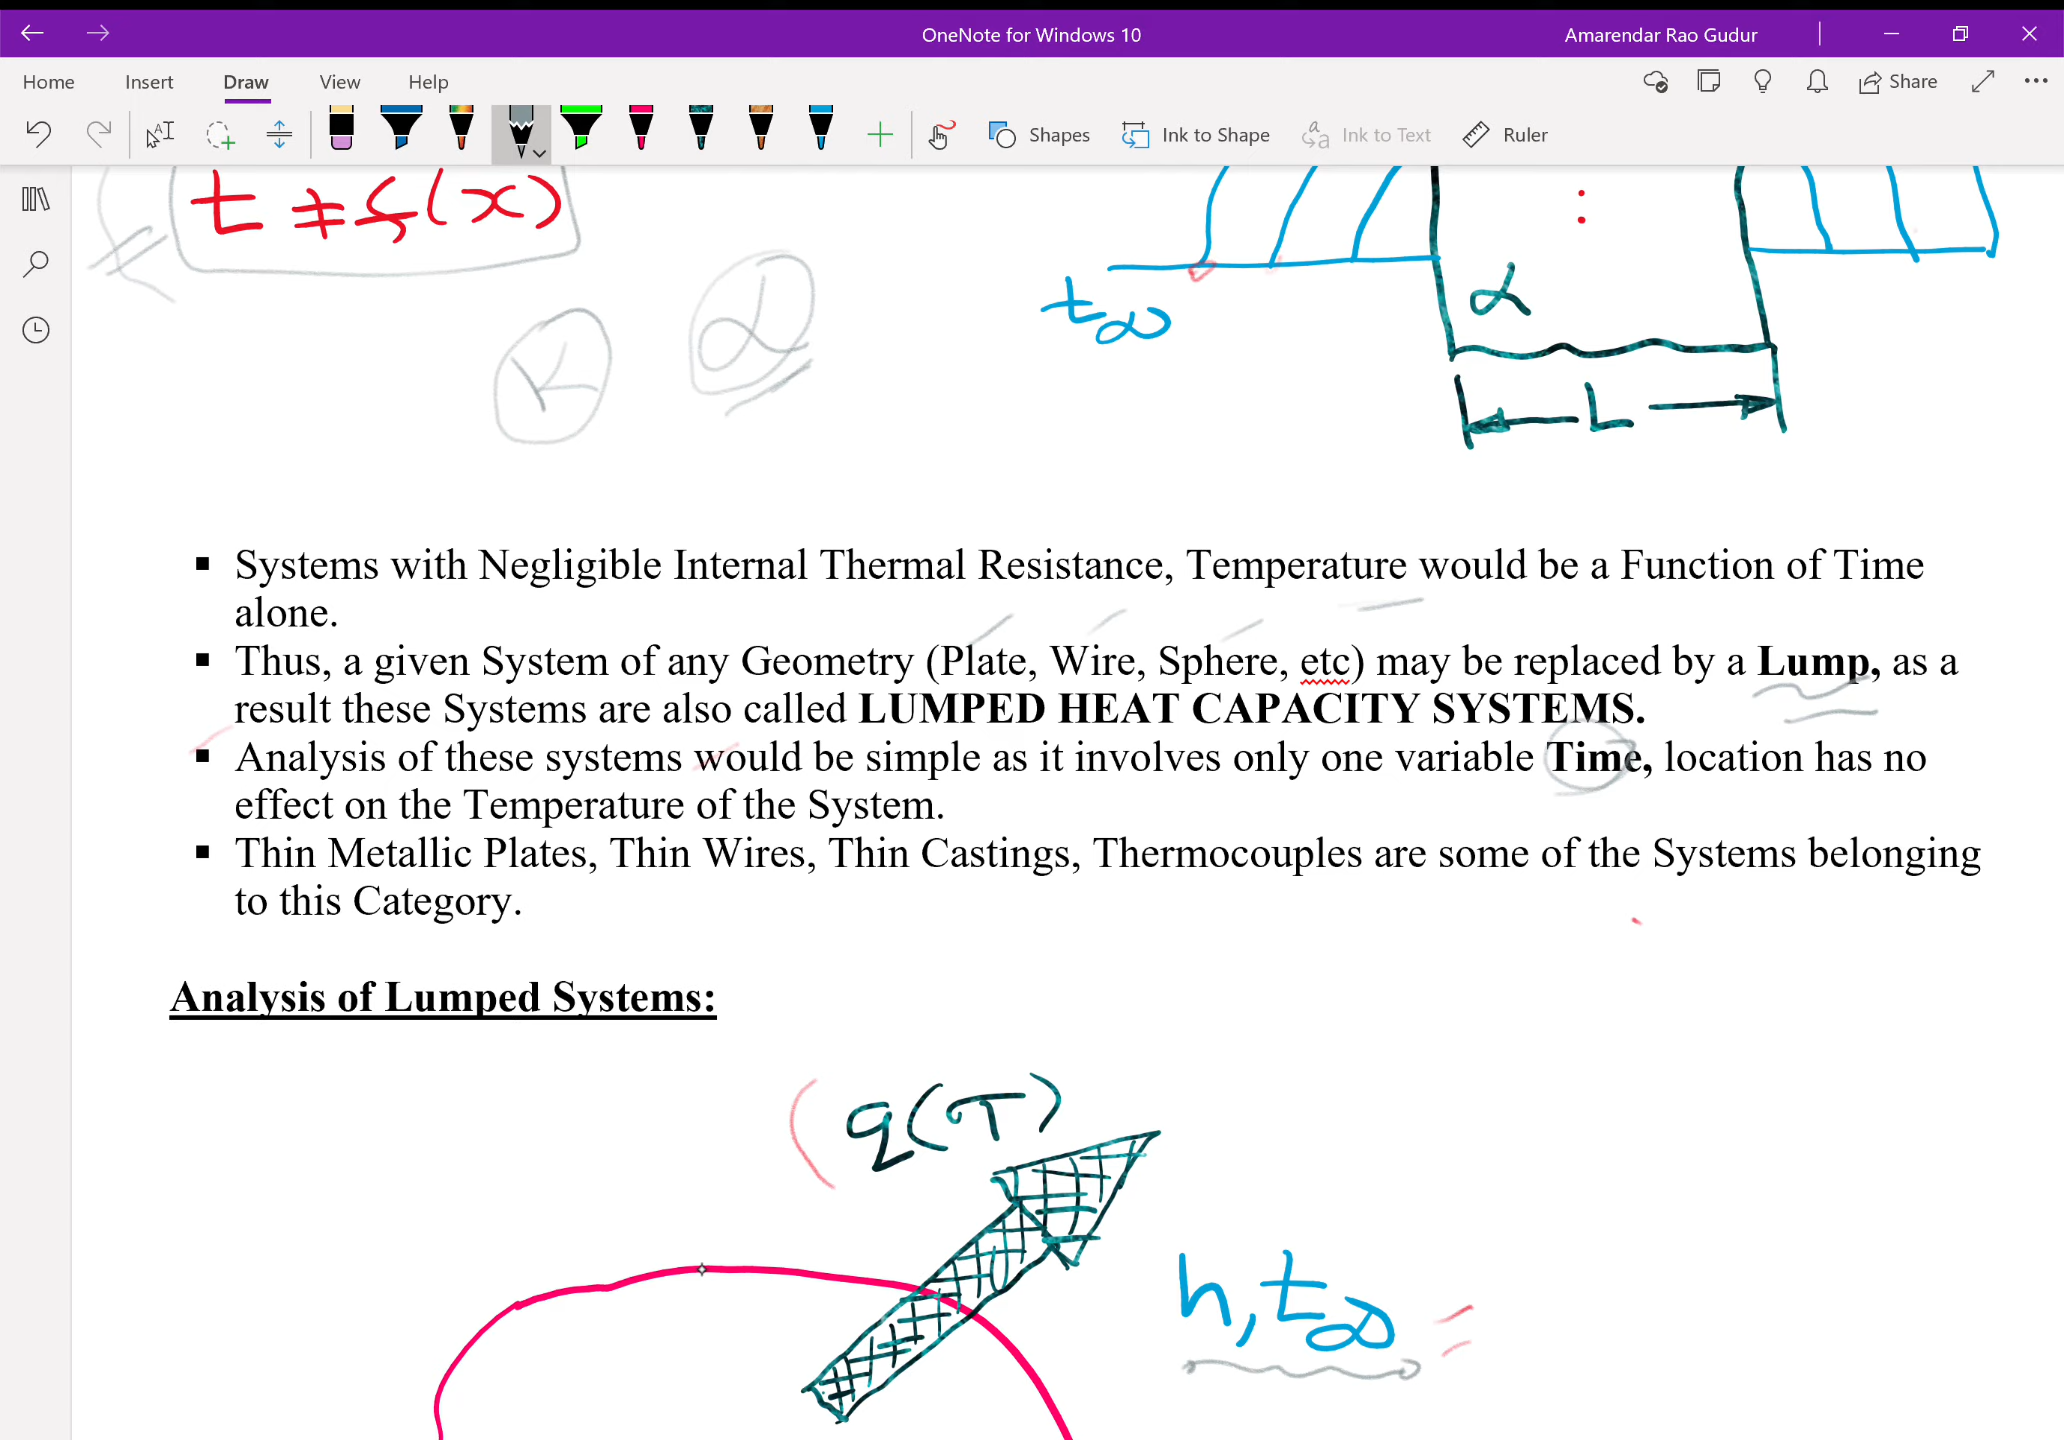 OneNote for Windows 10
Amarendar Rao Gudur
Home Insert Draw View Help
Share
Shapes Ink to Shape Ink to Text Ruler
t ≠ f(x)
t∞
α
K
α
L
▪ Systems with Negligible Internal Thermal Resistance, Temperature would be a Function of Time
alone.
▪ Thus, a given System of any Geometry (Plate, Wire, Sphere, etc) may be replaced by a Lump, as a
result these Systems are also called LUMPED HEAT CAPACITY SYSTEMS.
▪ Analysis of these systems would be simple as it involves only one variable Time, location has no
effect on the Temperature of the System.
▪ Thin Metallic Plates, Thin Wires, Thin Castings, Thermocouples are some of the Systems belonging
to this Category.
Analysis of Lumped Systems:
q(τ)
h, t∞